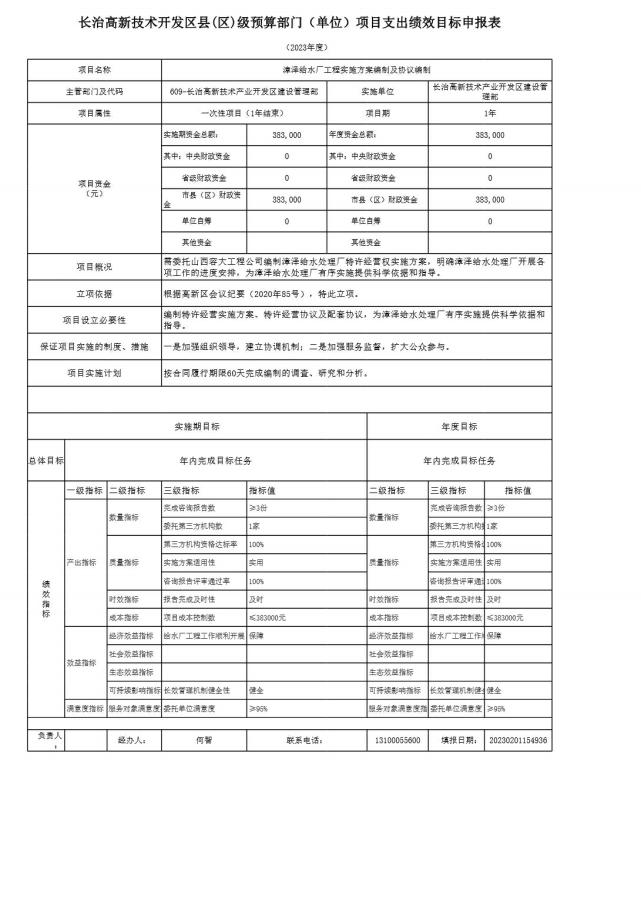 长治高新技术开发区县(区)级预算部门（单位）项目支出绩效目标申报表
（2023年度）
项目名称 漳泽给水厂工程实施方案编制及协议编制
主管部门及代码 609-长治高新技术产业开发区建设管理部 实施单位 长治高新技术产业开发区建设管
理部
项目属性 一次性项目（1年结束） 项目期 1年
项目资金
（元）
实施期资金总额： 383,000 年度资金总额： 383,000
其中：中央财政资金 0 其中：中央财政资金 0
省级财政资金 0 省级财政资金 0
市县（区）财政资
金 383,000 市县（区）财政资金 383,000
单位自筹 0 单位自筹 0
其他资金 其他资金
项目概况 需委托山西容大工程公司编制漳泽给水处理厂特许经营权实施方案，明确漳泽给水处理厂开展各
项工作的进度安排，为漳泽给水处理厂有序实施提供科学依据和指导。
立项依据 根据高新区会议纪要（2020年85号），特此立项。
项目设立必要性 编制特许经营实施方案、特许经营协议及配套协议，为漳泽给水处理厂有序实施提供科学依据和
指导。
保证项目实施的制度、措施 一是加强组织领导，建立协调机制；二是加强服务监督，扩大公众参与。
项目实施计划 按合同履行期限60天完成编制的调查、研究和分析。
实施期目标 年度目标
总体目标 年内完成目标任务 年内完成目标任务
绩效指标
一级指标 二级指标 三级指标 指标值 二级指标 三级指标 指标值
产出指标 数量指标 完成咨询报告数 ≥3份 数量指标 完成咨询报告数 ≥3份
委托第三方机构数 1家 委托第三方机构 1家
质量指标 第三方机构资格达标率 100% 质量指标 第三方机构资格 100%
实施方案适用性 实用 实施方案适用性 实用
咨询报告评审通过率 100% 咨询报告评审通 100%
时效指标 报告完成及时性 及时 时效指标 报告完成及时性 及时
成本指标 项目成本控制数 ≤383000元 成本指标 项目成本控制数 ≤383000元
效益指标 经济效益指标 给水厂工程工作顺利开展 保障 经济效益指标 给水厂工程工作 保障
社会效益指标 社会效益指标
生态效益指标 生态效益指标
可持续影响指标 长效管理机制健全性 健全 可持续影响指标 长效管理机制健 健全
满意度指标 服务对象满意度 委托单位满意度 ≥95% 服务对象满意度指 委托单位满意度 ≥95%
负责人
： 经办人： 何智 联系电话： 13100055600 填报日期： 20230201154936